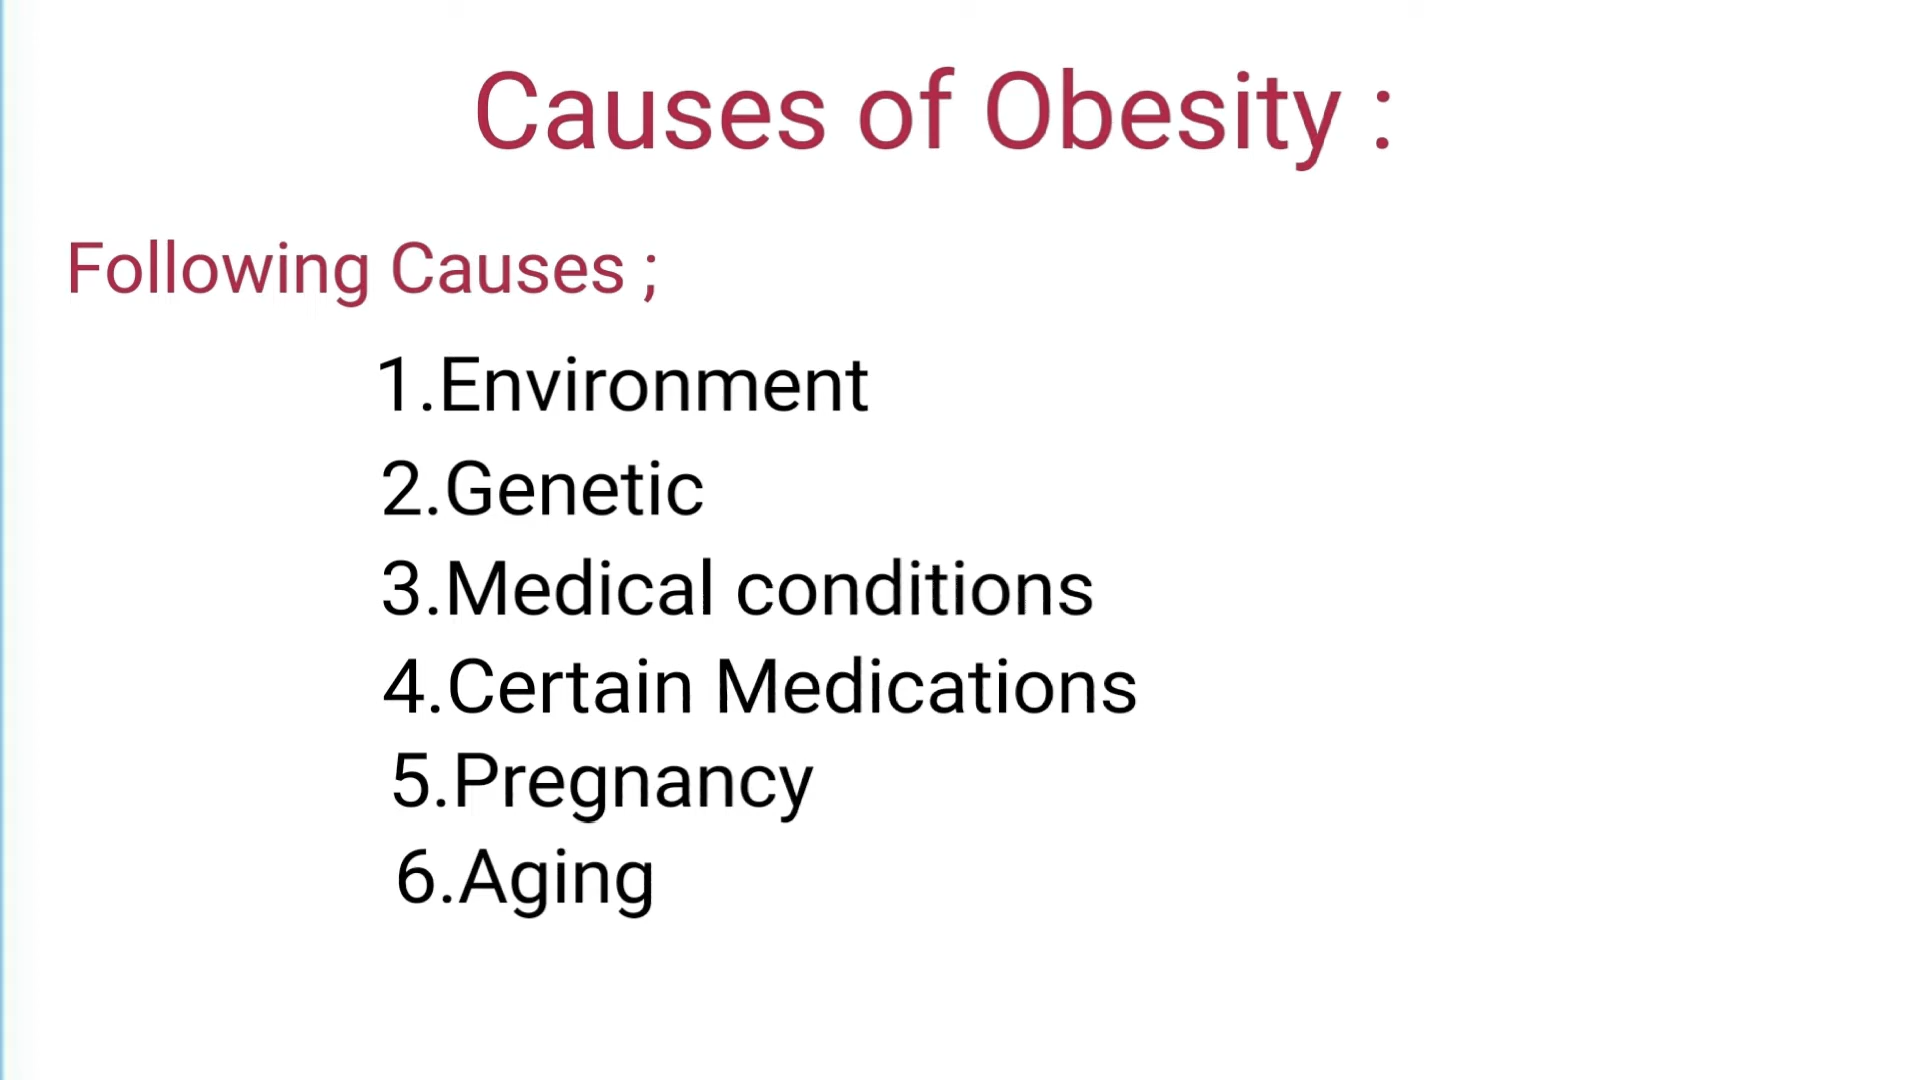 Causes of Obesity :
Following Causes ;
1.Environment
2.Genetic
3.Medical conditions
4.Certain Medications
5.Pregnancy
6.Aging